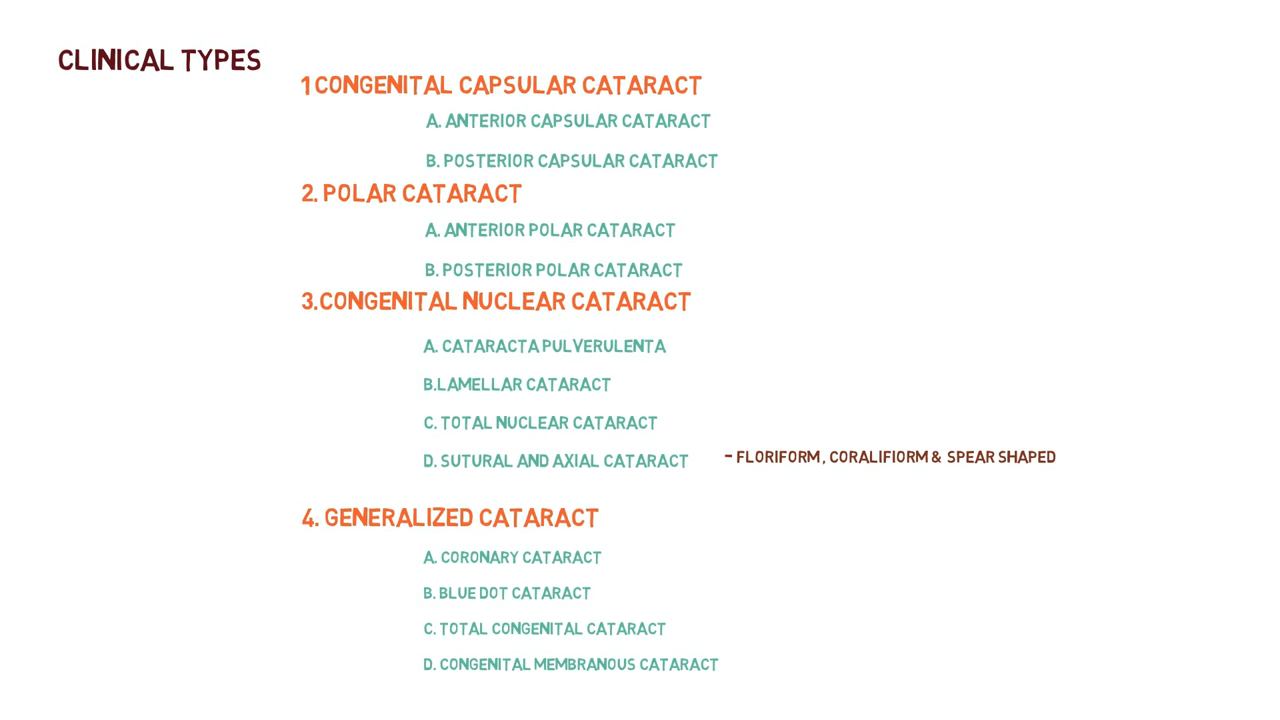 CLINICAL TYPES
1 CONGENITAL CAPSULAR CATARACT
A. ANTERIOR CAPSULAR CATARACT
B. POSTERIOR CAPSULAR CATARACT
2. POLAR CATARACT
A. ANTERIOR POLAR CATARACT
B. POSTERIOR POLAR CATARACT
3.CONGENITAL NUCLEAR CATARACT
A. CATARACTA PULVERULENTA
B.LAMELLAR CATARACT
C. TOTAL NUCLEAR CATARACT
D. SUTURAL AND AXIAL CATARACT - FLORIFORM, CORALIFIORM & SPEAR SHAPED
4. GENERALIZED CATARACT
A. CORONARY CATARACT
B. BLUE DOT CATARACT
C. TOTAL CONGENITAL CATARACT
D. CONGENITAL MEMBRANOUS CATARACT